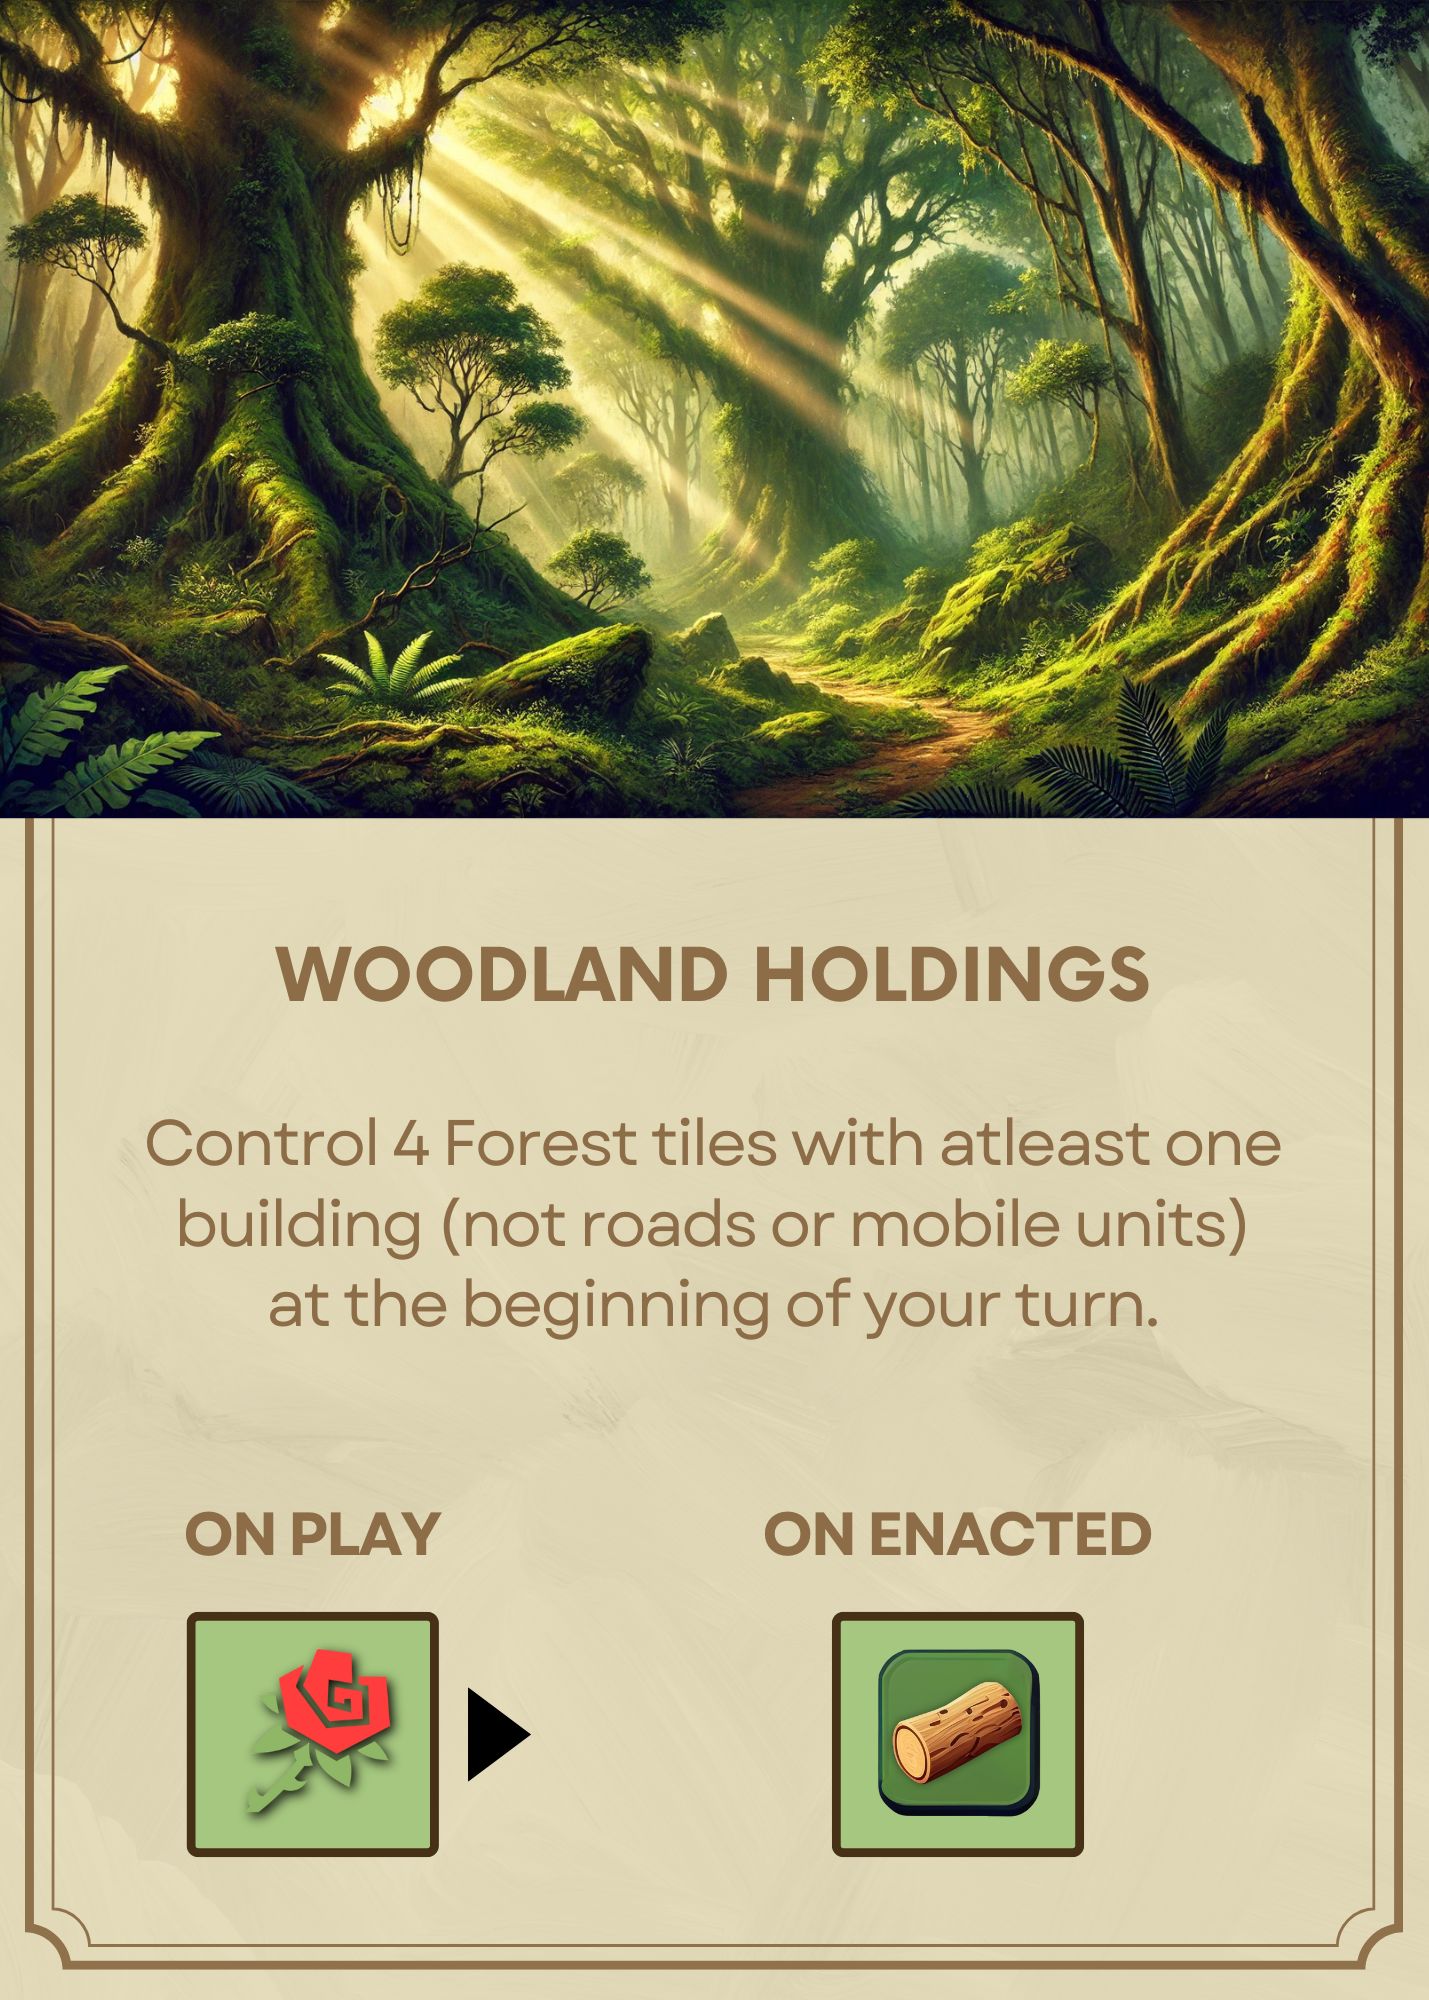 WOODLAND HOLDINGS
Control 4 Forest tiles with atleast one
building (not roads or mobile units)
at the beginning of your turn.
ON PLAY
ON ENACTED